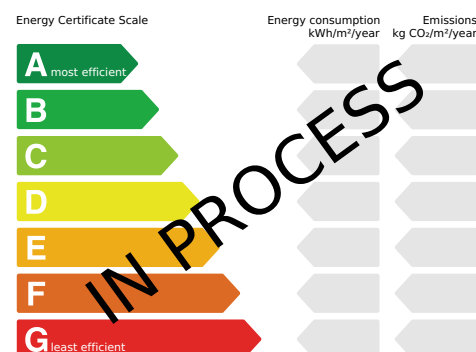 Energy Certificate Scale
Energy consumption
kWh/m²/year
Emissions
kg CO₂/m²/year
A most efficient
B
C
D
E
F
G least efficient
IN PROCESS